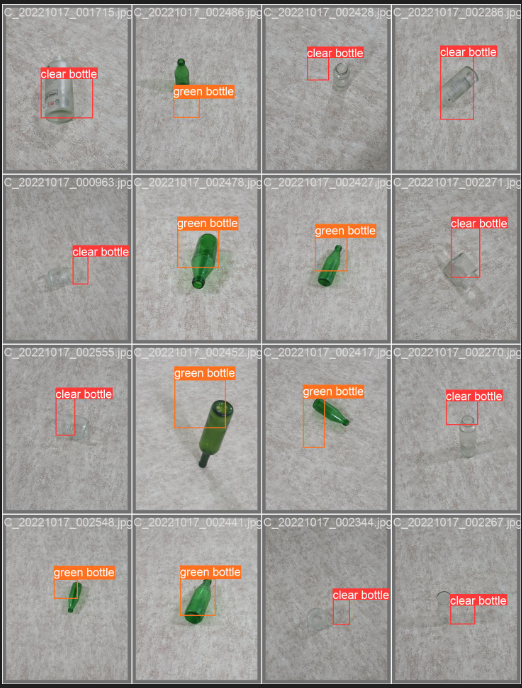 C_20221017_001715.jpg
C_20221017_002486.jpg
C_20221017_002428.jpg
C_20221017_002286.jpg
clear bottle
green bottle
clear bottle
clear bottle
C_20221017_000963.jpg
C_20221017_002478.jpg
C_20221017_002427.jpg
C_20221017_002271.jpg
clear bottle
green bottle
green bottle
clear bottle
C_20221017_002555.jpg
C_20221017_002452.jpg
C_20221017_002417.jpg
C_20221017_002270.jpg
clear bottle
green bottle
green bottle
clear bottle
C_20221017_002548.jpg
C_20221017_002441.jpg
C_20221017_002344.jpg
C_20221017_002267.jpg
green bottle
green bottle
clear bottle
clear bottle